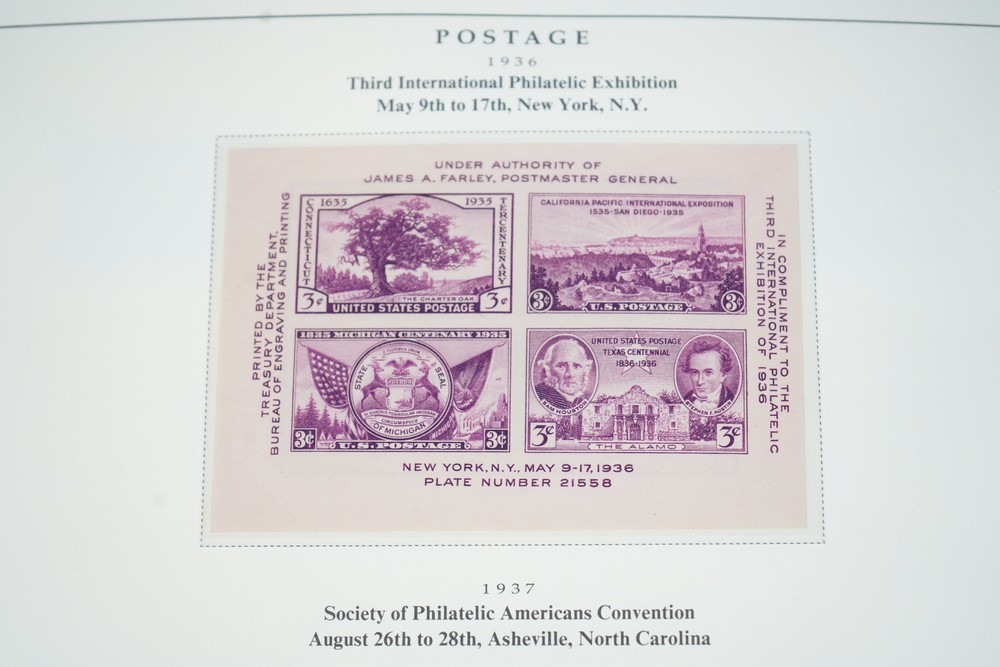 POSTAGE
1936
Third International Philatelic Exhibition
May 9th to 17th, New York, N.Y.
UNDER AUTHORITY OF
JAMES A. FARLEY, POSTMASTER GENERAL
PRINTED BY THE
TREASURY DEPARTMENT,
BUREAU OF ENGRAVING AND PRINTING
1635 1935
CONNECTICUT
TERCENTENARY
THE CHARTER OAK
3¢ 3¢
UNITED STATES POSTAGE
CALIFORNIA PACIFIC INTERNATIONAL EXPOSITION
1535-SAN DIEGO-1935
3¢ U.S. POSTAGE 3¢
1835 MICHIGAN CENTENARY 1935
STATE SEAL
OF MICHIGAN
3¢ U.S. POSTAGE 3¢
UNITED STATES POSTAGE
TEXAS CENTENNIAL
1836·1936
SAM HOUSTON
STEPHEN F. AUSTIN
3¢ THE ALAMO 3¢
IN COMPLIMENT TO THE
THIRD INTERNATIONAL PHILATELIC
EXHIBITION OF 1936
NEW YORK, N.Y., MAY 9-17, 1936
PLATE NUMBER 21558
1937
Society of Philatelic Americans Convention
August 26th to 28th, Asheville, North Carolina